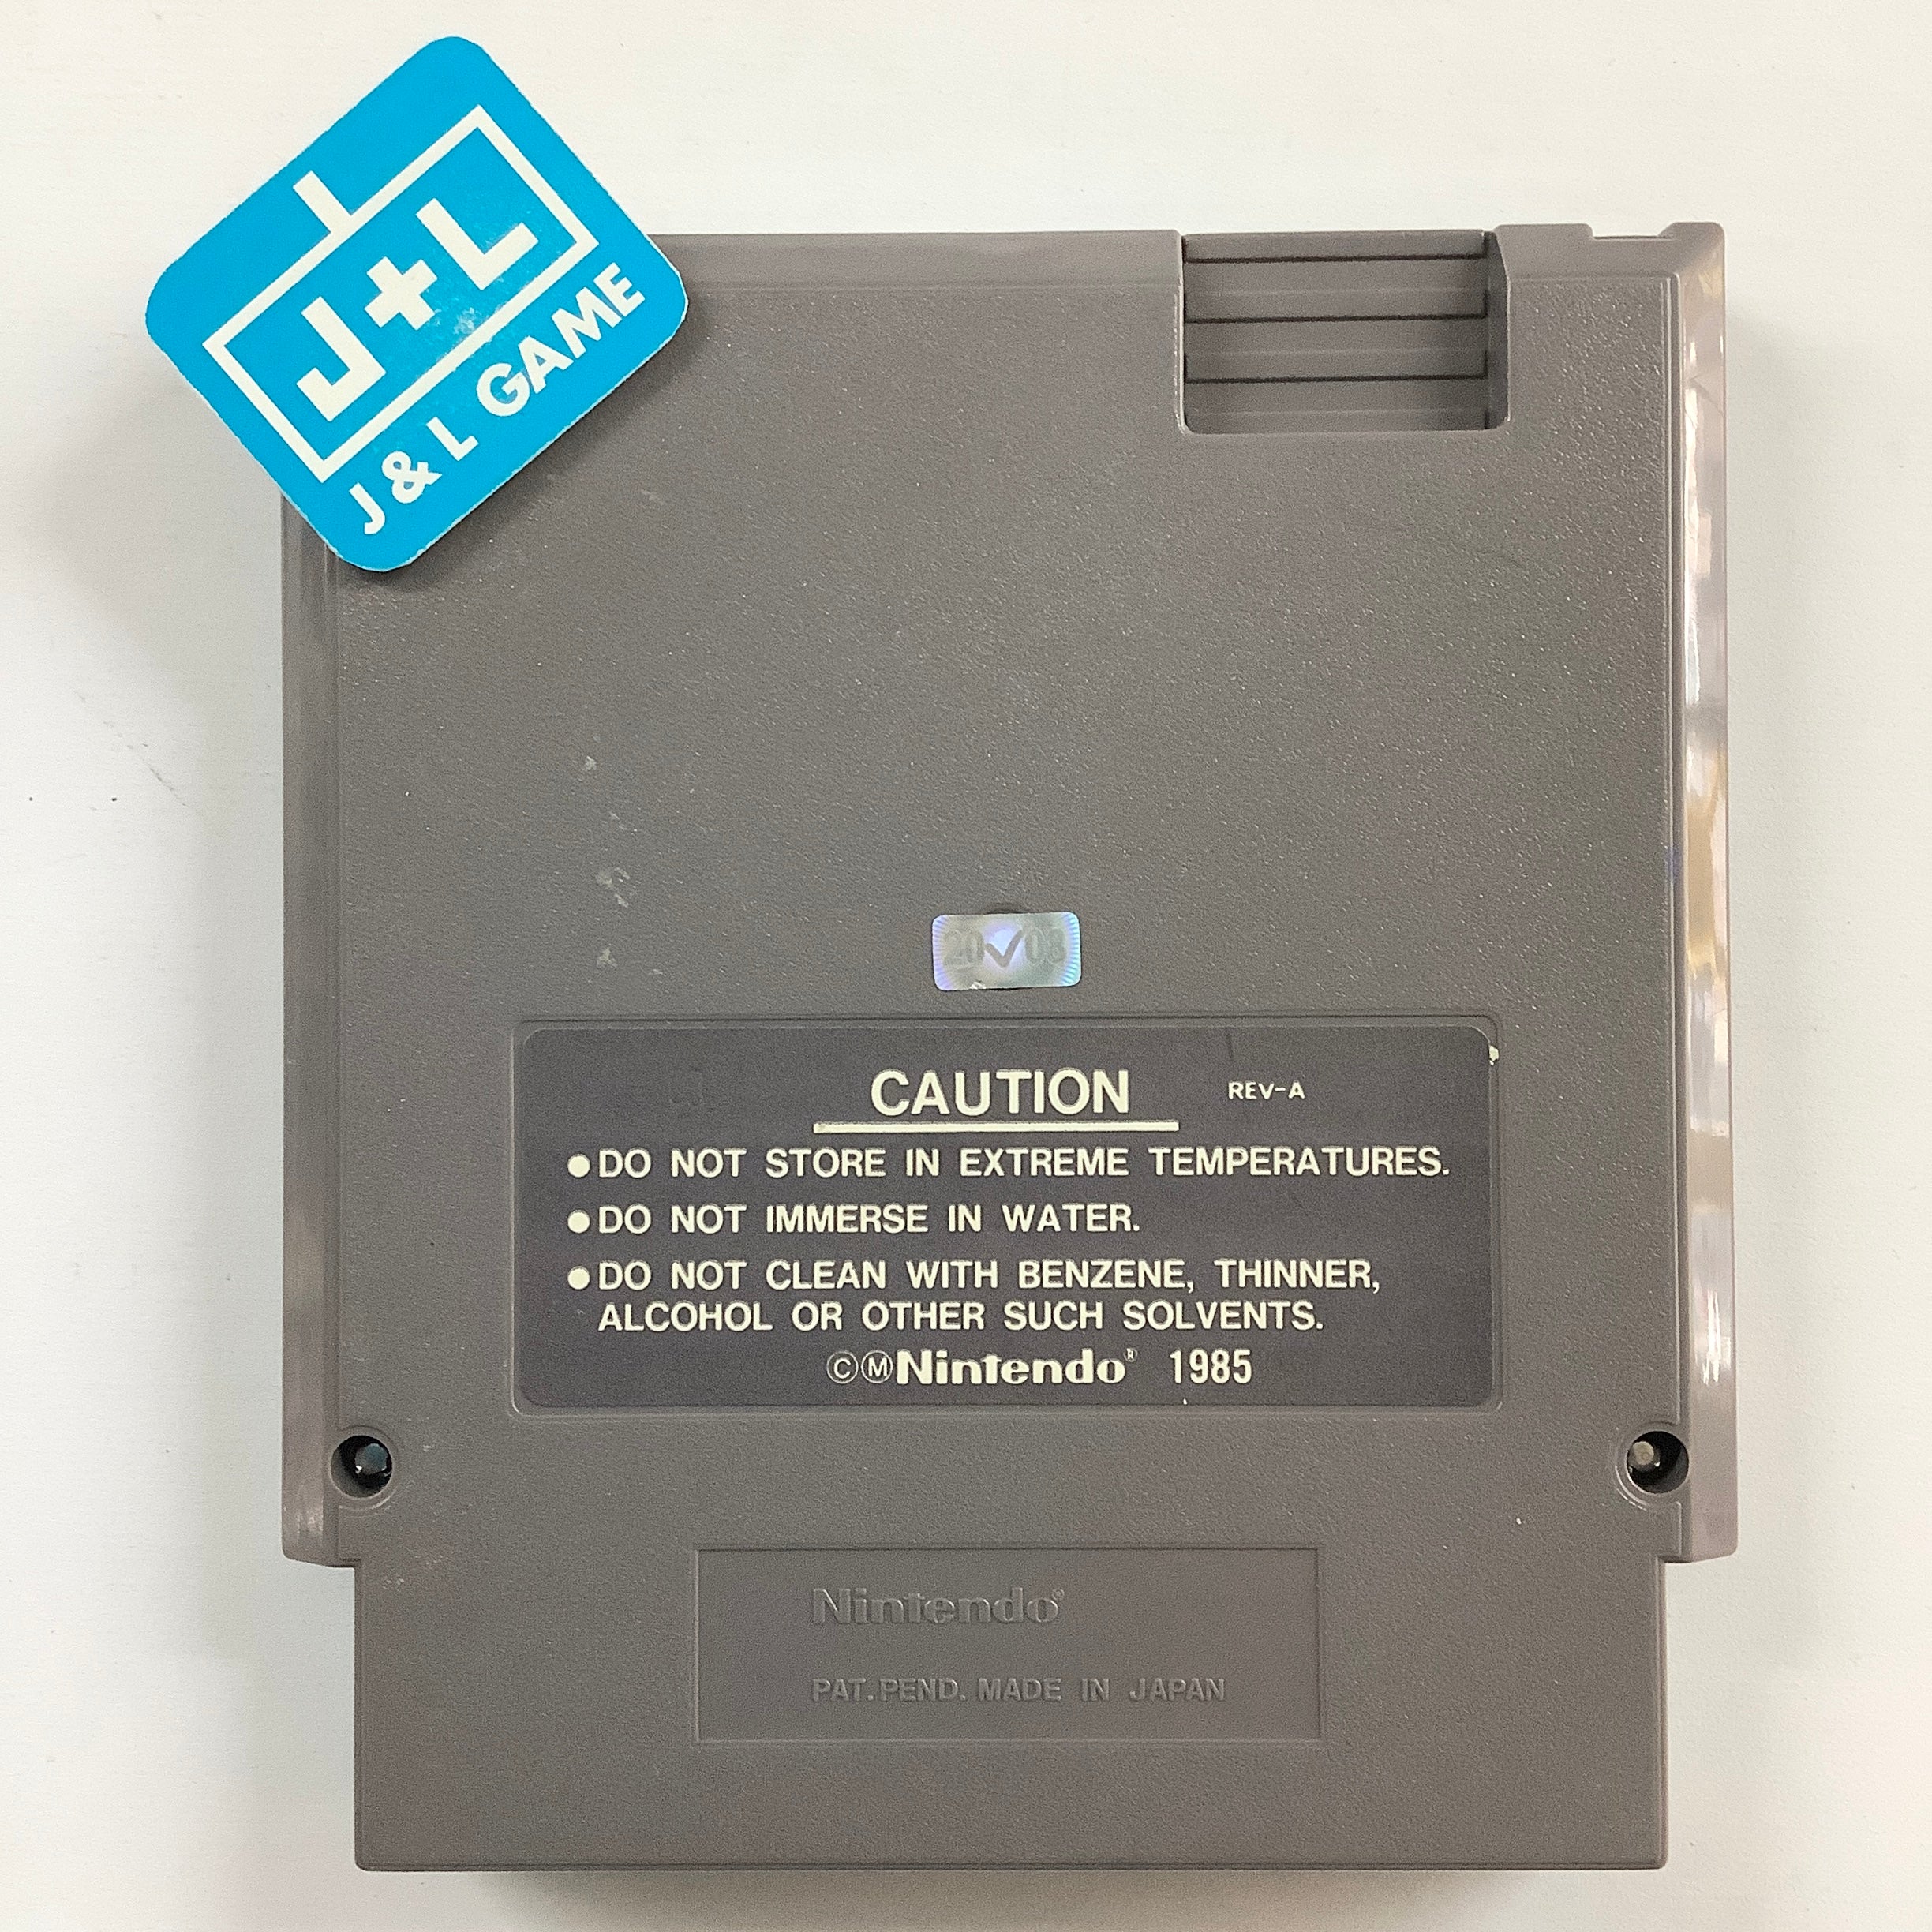 J+L
J & L GAME
20✓08
CAUTION REV-A
●DO NOT STORE IN EXTREME TEMPERATURES.
●DO NOT IMMERSE IN WATER.
●DO NOT CLEAN WITH BENZENE, THINNER,
ALCOHOL OR OTHER SUCH SOLVENTS.
©ⓂNintendo® 1985
Nintendo®
PAT. PEND. MADE IN JAPAN